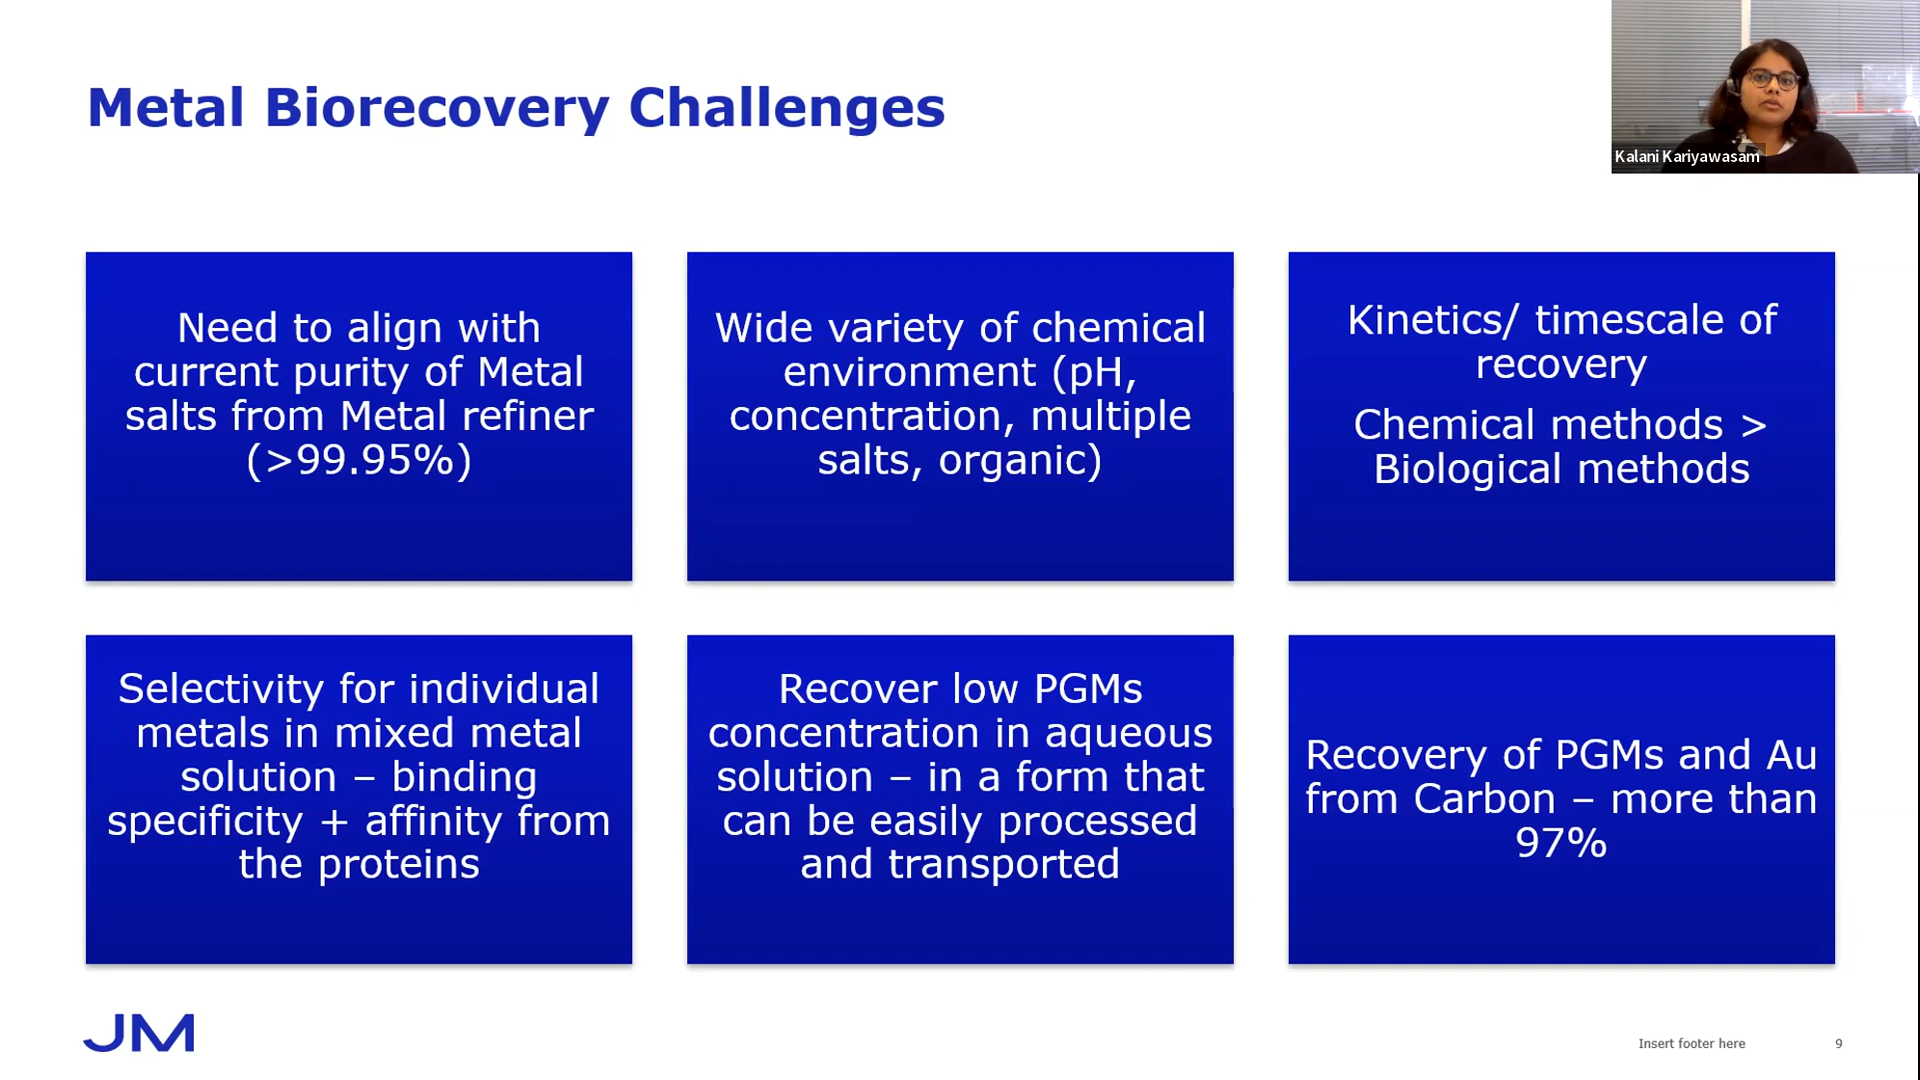 Metal Biorecovery Challenges
Kalani Kariyawasam
Need to align with
current purity of Metal
salts from Metal refiner
(>99.95%)
Wide variety of chemical
environment (pH,
concentration, multiple
salts, organic)
Kinetics/ timescale of
recovery
Chemical methods >
Biological methods
Selectivity for individual
metals in mixed metal
solution – binding
specificity + affinity from
the proteins
Recover low PGMs
concentration in aqueous
solution – in a form that
can be easily processed
and transported
Recovery of PGMs and Au
from Carbon – more than
97%
JM
Insert footer here
9